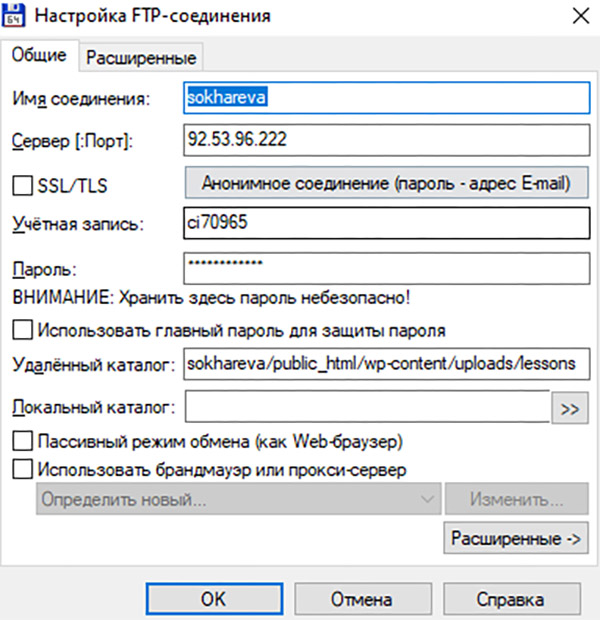 Настройка FTP-соединения
Общие
Расширенные
Имя соединения:
sokhareva
Сервер [:Порт]:
92.53.96.222
SSL/TLS
Анонимное соединение (пароль - адрес E-mail)
Учётная запись:
ci70965
Пароль:
************
ВНИМАНИЕ: Хранить здесь пароль небезопасно!
Использовать главный пароль для защиты пароля
Удалённый каталог:
sokhareva/public_html/wp-content/uploads/lessons
Локальный каталог:
>>
Пассивный режим обмена (как Web-браузер)
Использовать брандмауэр или прокси-сервер
Определить новый...
Изменить...
Расширенные ->
OK
Отмена
Справка